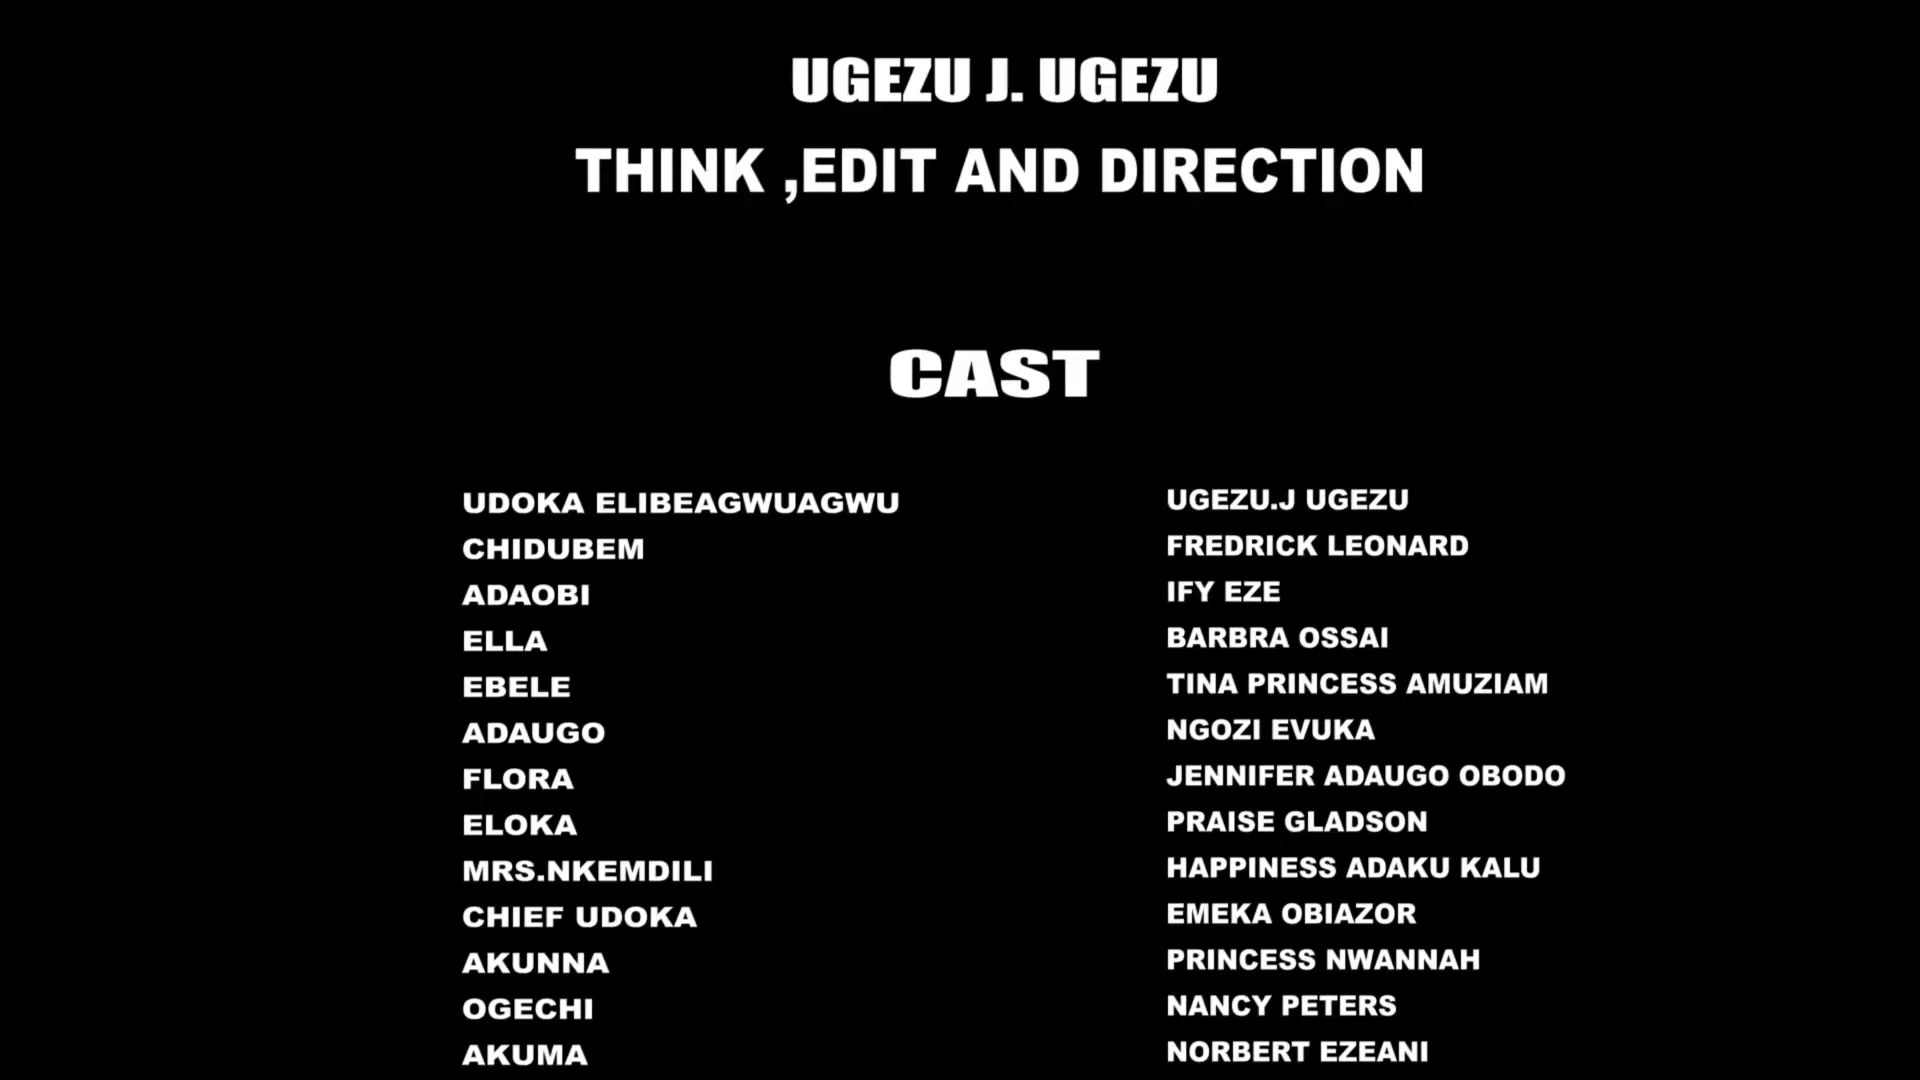 UGEZU J. UGEZU
THINK ,EDIT AND DIRECTION
CAST
UDOKA ELIBEAGWUAGWU UGEZU.J UGEZU
CHIDUBEM FREDRICK LEONARD
ADAOBI IFY EZE
ELLA BARBRA OSSAI
EBELE TINA PRINCESS AMUZIAM
ADAUGO NGOZI EVUKA
FLORA JENNIFER ADAUGO OBODO
ELOKA PRAISE GLADSON
MRS.NKEMDILI HAPPINESS ADAKU KALU
CHIEF UDOKA EMEKA OBIAZOR
AKUNNA PRINCESS NWANNAH
OGECHI NANCY PETERS
AKUMA NORBERT EZEANI